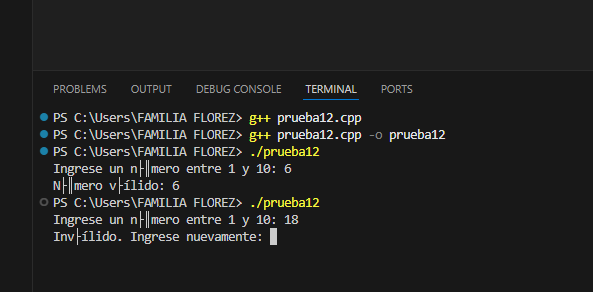 PROBLEMS OUTPUT DEBUG CONSOLE TERMINAL PORTS
PS C:\Users\FAMILIA FLOREZ> g++ prueba12.cpp
PS C:\Users\FAMILIA FLOREZ> g++ prueba12.cpp -o prueba12
PS C:\Users\FAMILIA FLOREZ> ./prueba12
Ingrese un n├║mero entre 1 y 10: 6
N├║mero v├ílido: 6
PS C:\Users\FAMILIA FLOREZ> ./prueba12
Ingrese un n├║mero entre 1 y 10: 18
Inv├ílido. Ingrese nuevamente: